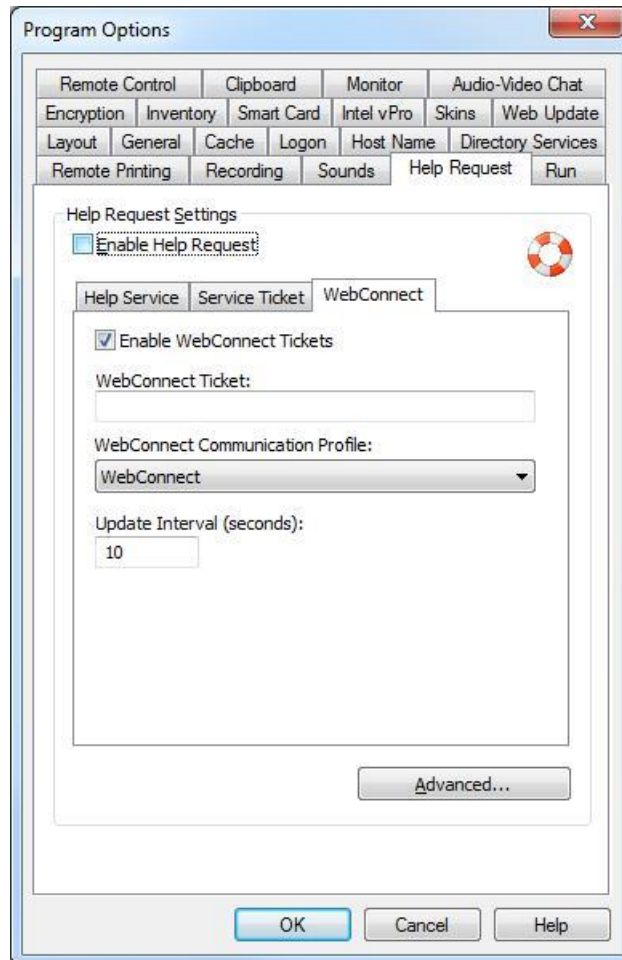 Program Options
Remote Control Clipboard Monitor Audio-Video Chat
Encryption Inventory Smart Card Intel vPro Skins Web Update
Layout General Cache Logon Host Name Directory Services
Remote Printing Recording Sounds Help Request Run
Help Request Settings
Enable Help Request
Help Service Service Ticket WebConnect
Enable WebConnect Tickets
WebConnect Ticket:
WebConnect Communication Profile:
WebConnect
Update Interval (seconds):
10
Advanced...
OK Cancel Help